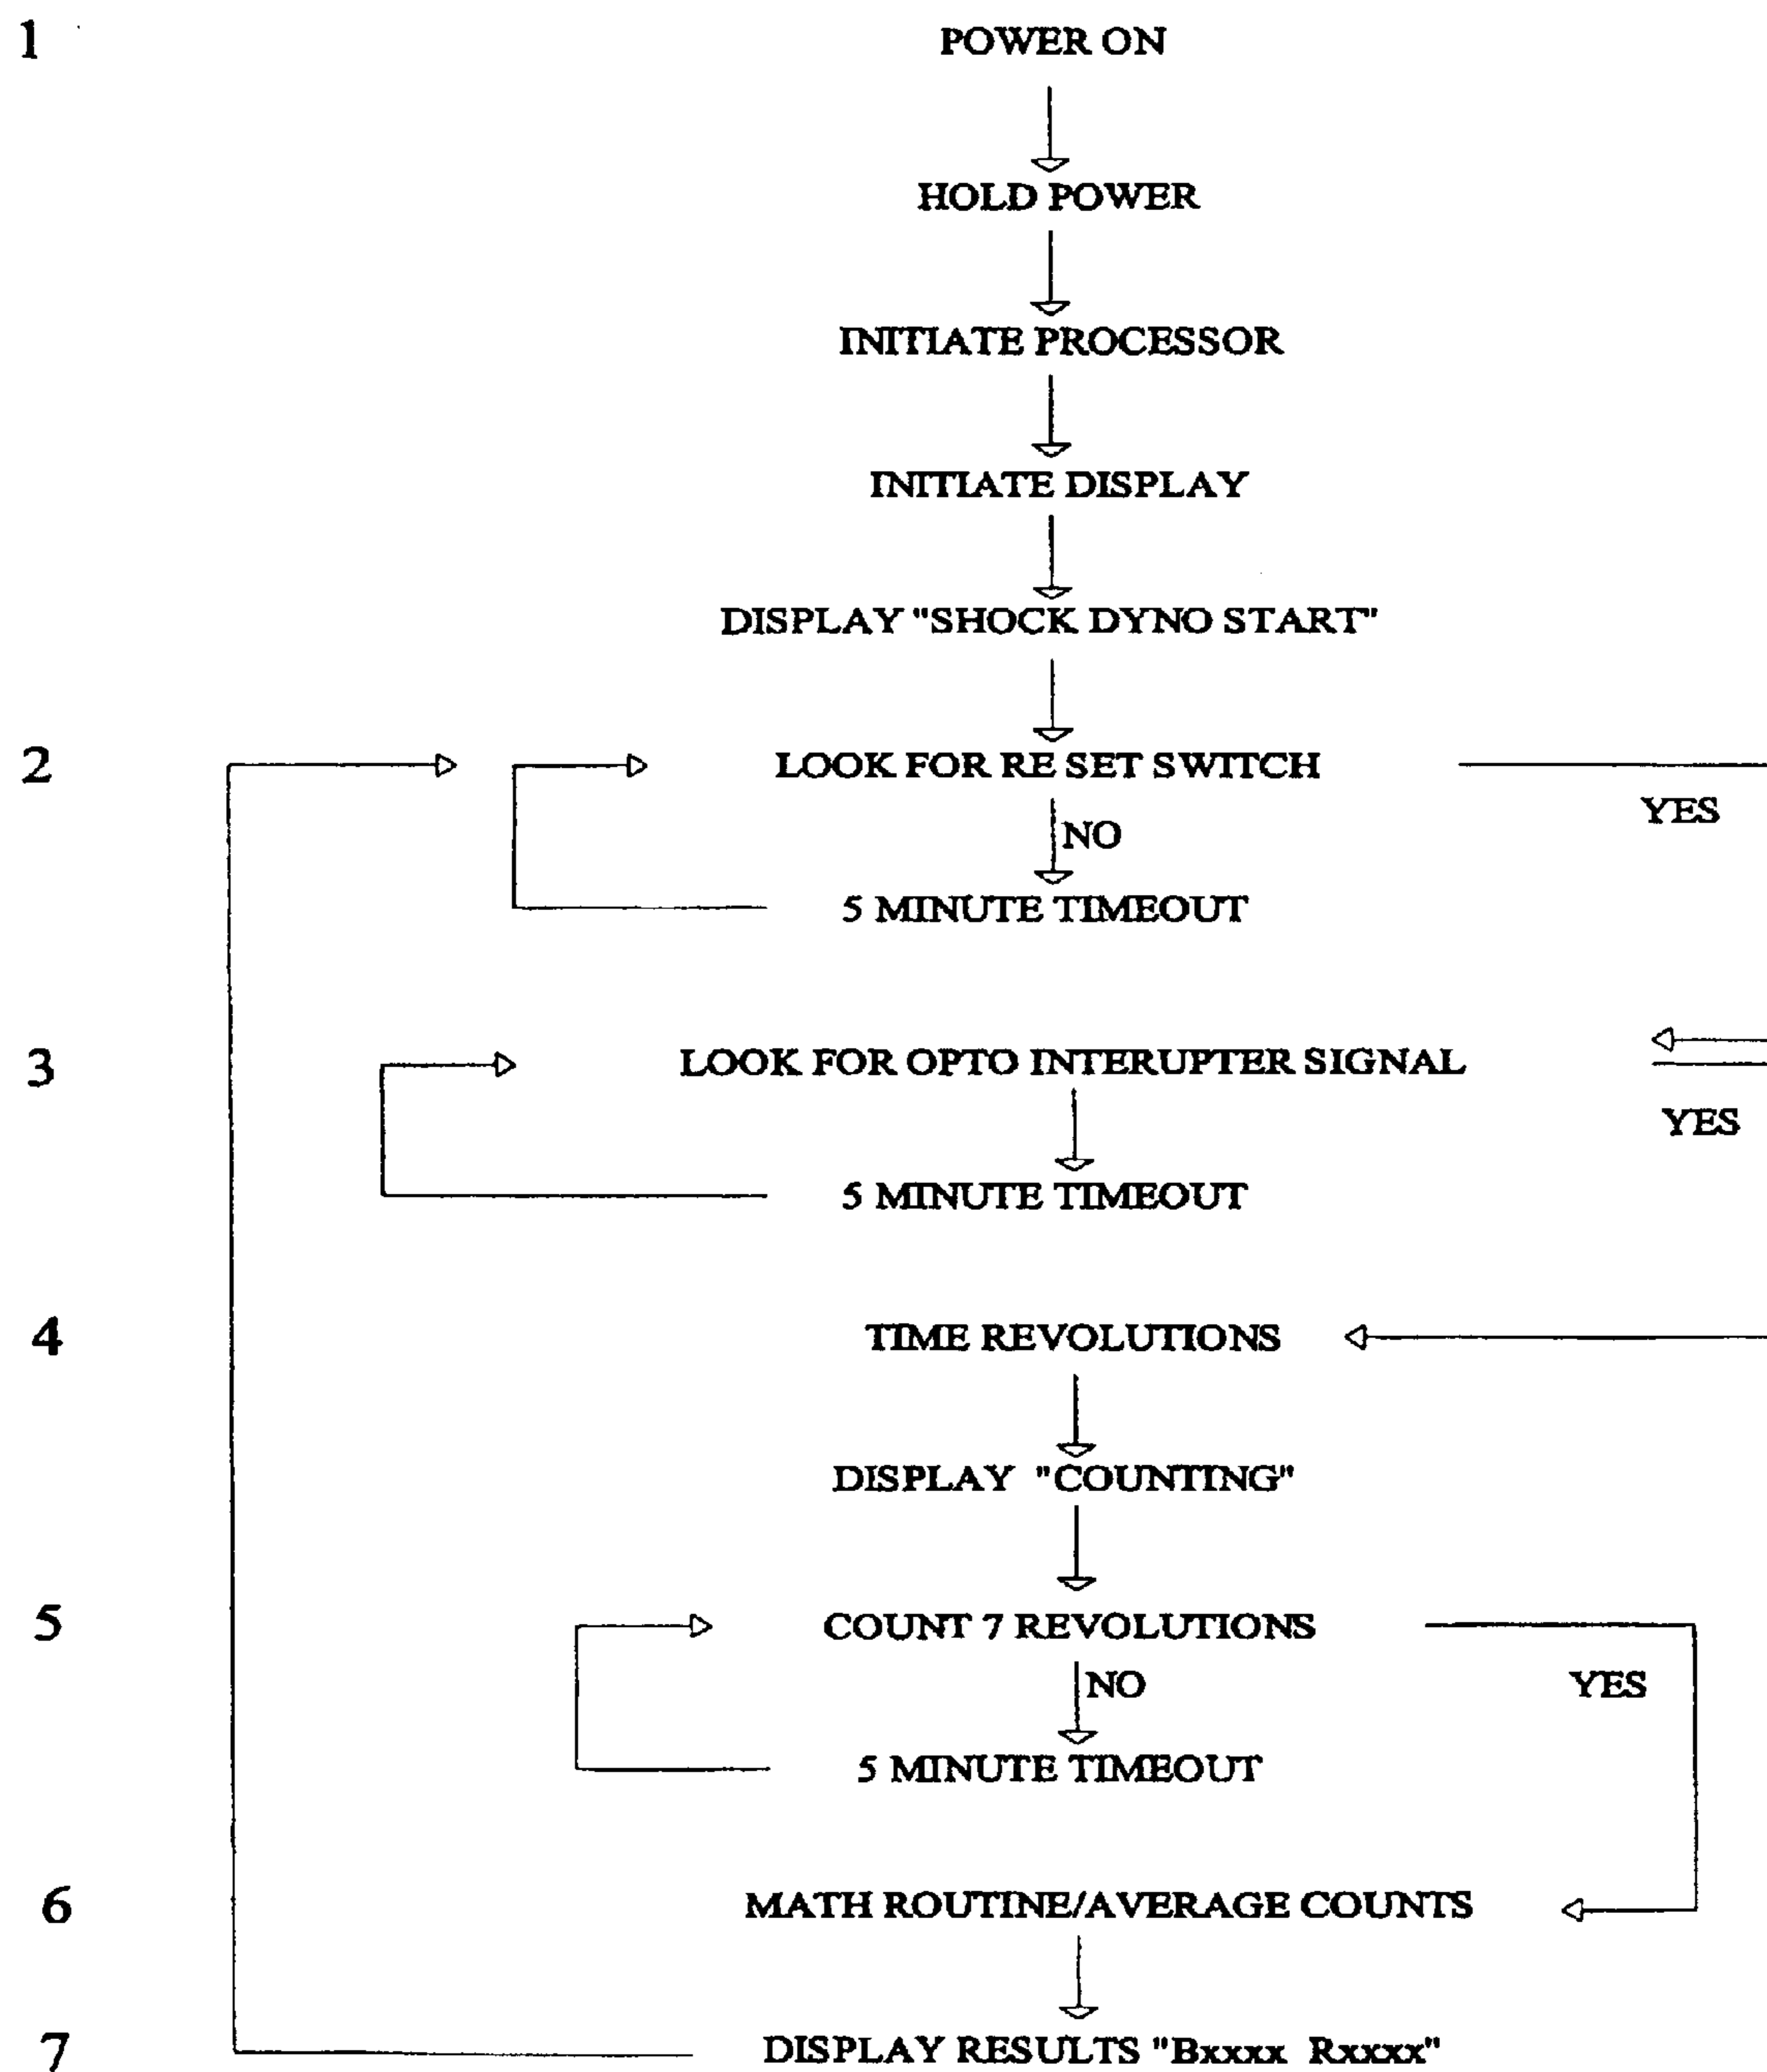 1 POWER ON
HOLD POWER
INITIATE PROCESSOR
INITIATE DISPLAY
DISPLAY "SHOCK DYNO START"
2 LOOK FOR RE SET SWITCH
YES
NO
5 MINUTE TIMEOUT
3 LOOK FOR OPTO INTERUPTER SIGNAL
YES
5 MINUTE TIMEOUT
4 TIME REVOLUTIONS
DISPLAY "COUNTING"
5 COUNT 7 REVOLUTIONS
NO YES
5 MINUTE TIMEOUT
6 MATH ROUTINE/AVERAGE COUNTS
7 DISPLAY RESULTS "Bxxxx Rxxxx"